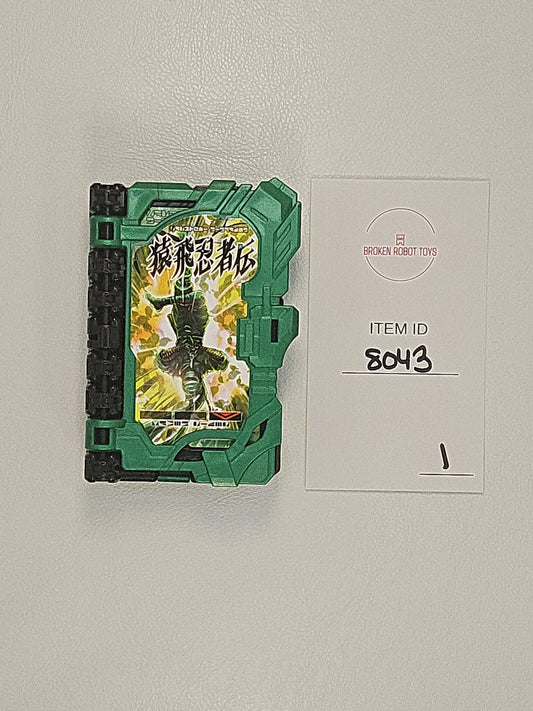 猿飛忍者伝
BROKEN ROBOT TOYS
ITEM ID
8043
1